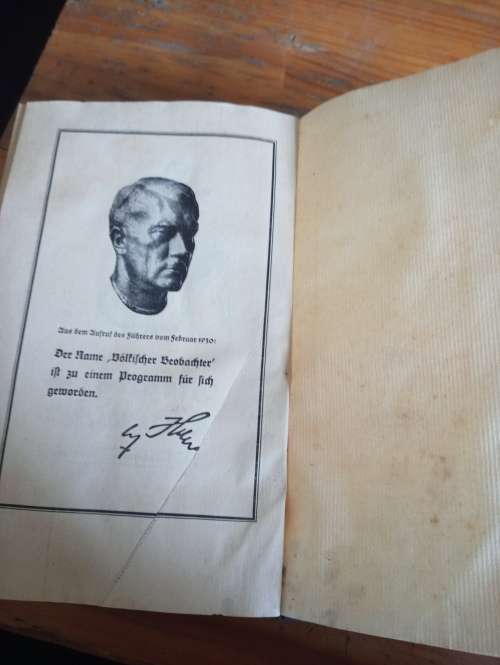 Aus dem Aufruf des Führers vom Februar 1930:
Der Name ‚Völkischer Beobachter'
ist zu einem Programm für sich
geworden.